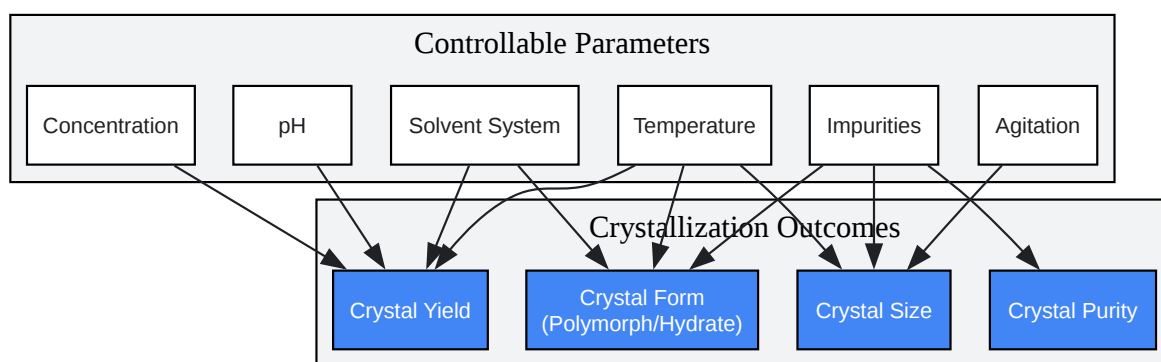 Controllable Parameters
Concentration
pH
Solvent System
Temperature
Impurities
Agitation
Crystallization Outcomes
Crystal Yield
Crystal Form
(Polymorph/Hydrate)
Crystal Size
Crystal Purity